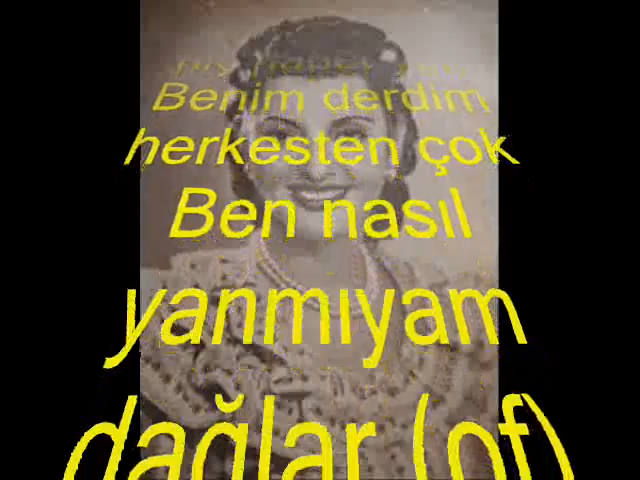 Benim derdim
herkesten çok
Ben nasıl
yanmıyam
dağlar (of)